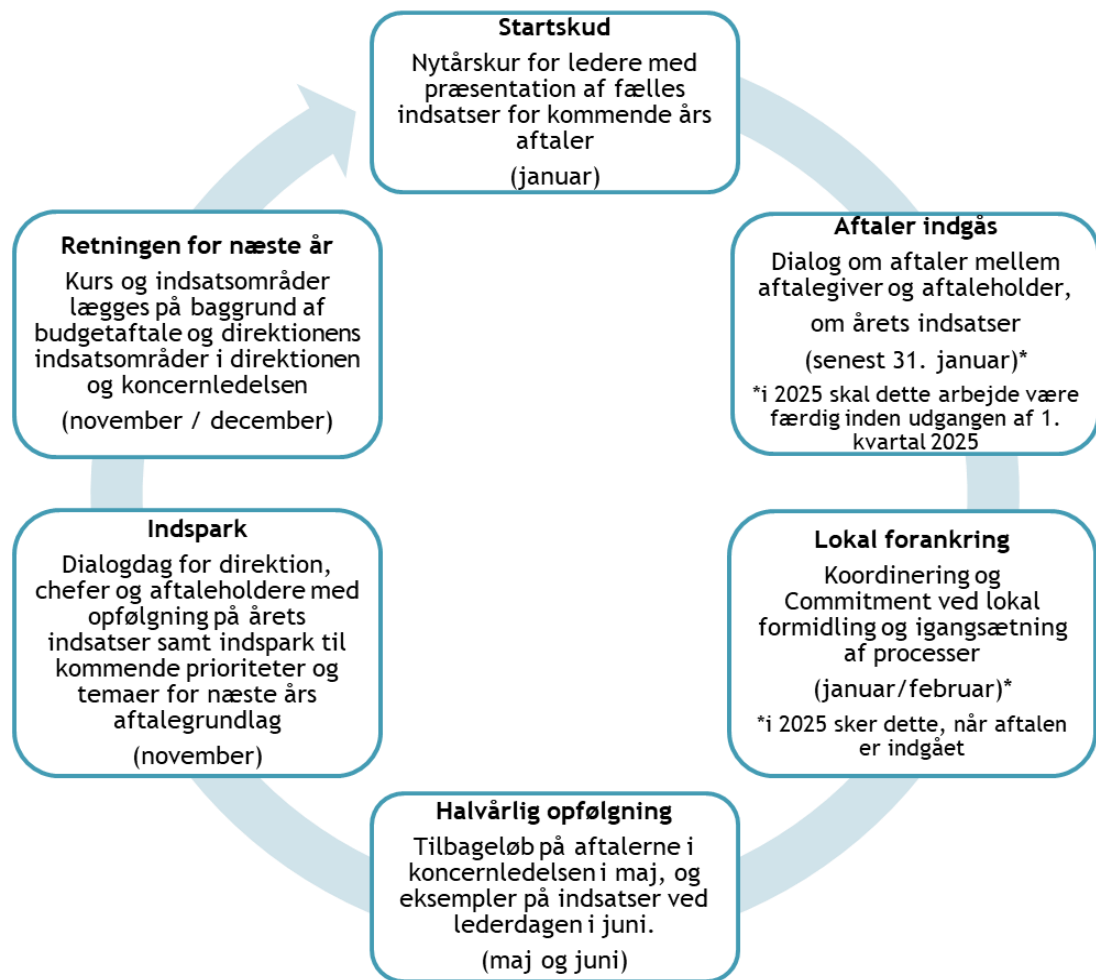 Startskud
Nytårskur for ledere med
præsentation af fælles
indsatser for kommende års
aftaler
(januar)
Aftaler indgås
Dialog om aftaler mellem
aftalegiver og aftaleholder,
om årets indsatser
(senest 31. januar)*
*i 2025 skal dette arbejde være
færdig inden udgangen af 1.
kvartal 2025
Lokal forankring
Koordinering og
Commitment ved lokal
formidling og igangsætning
af processer
(januar/februar)*
*i 2025 sker dette, når aftalen
er indgået
Halvårlig opfølgning
Tilbageløb på aftalerne i
koncernledelsen i maj, og
eksempler på indsatser ved
lederdagen i juni.
(maj og juni)
Indspark
Dialogdag for direktion,
chefer og aftaleholdere med
opfølgning på årets
indsatser samt indspark til
kommende prioriteter og
temaer for næste års
aftalegrundlag
(november)
Retningen for næste år
Kurs og indsatsområder
lægges på baggrund af
budgetaftale og direktionens
indsatsområder i direktionen
og koncernledelsen
(november / december)